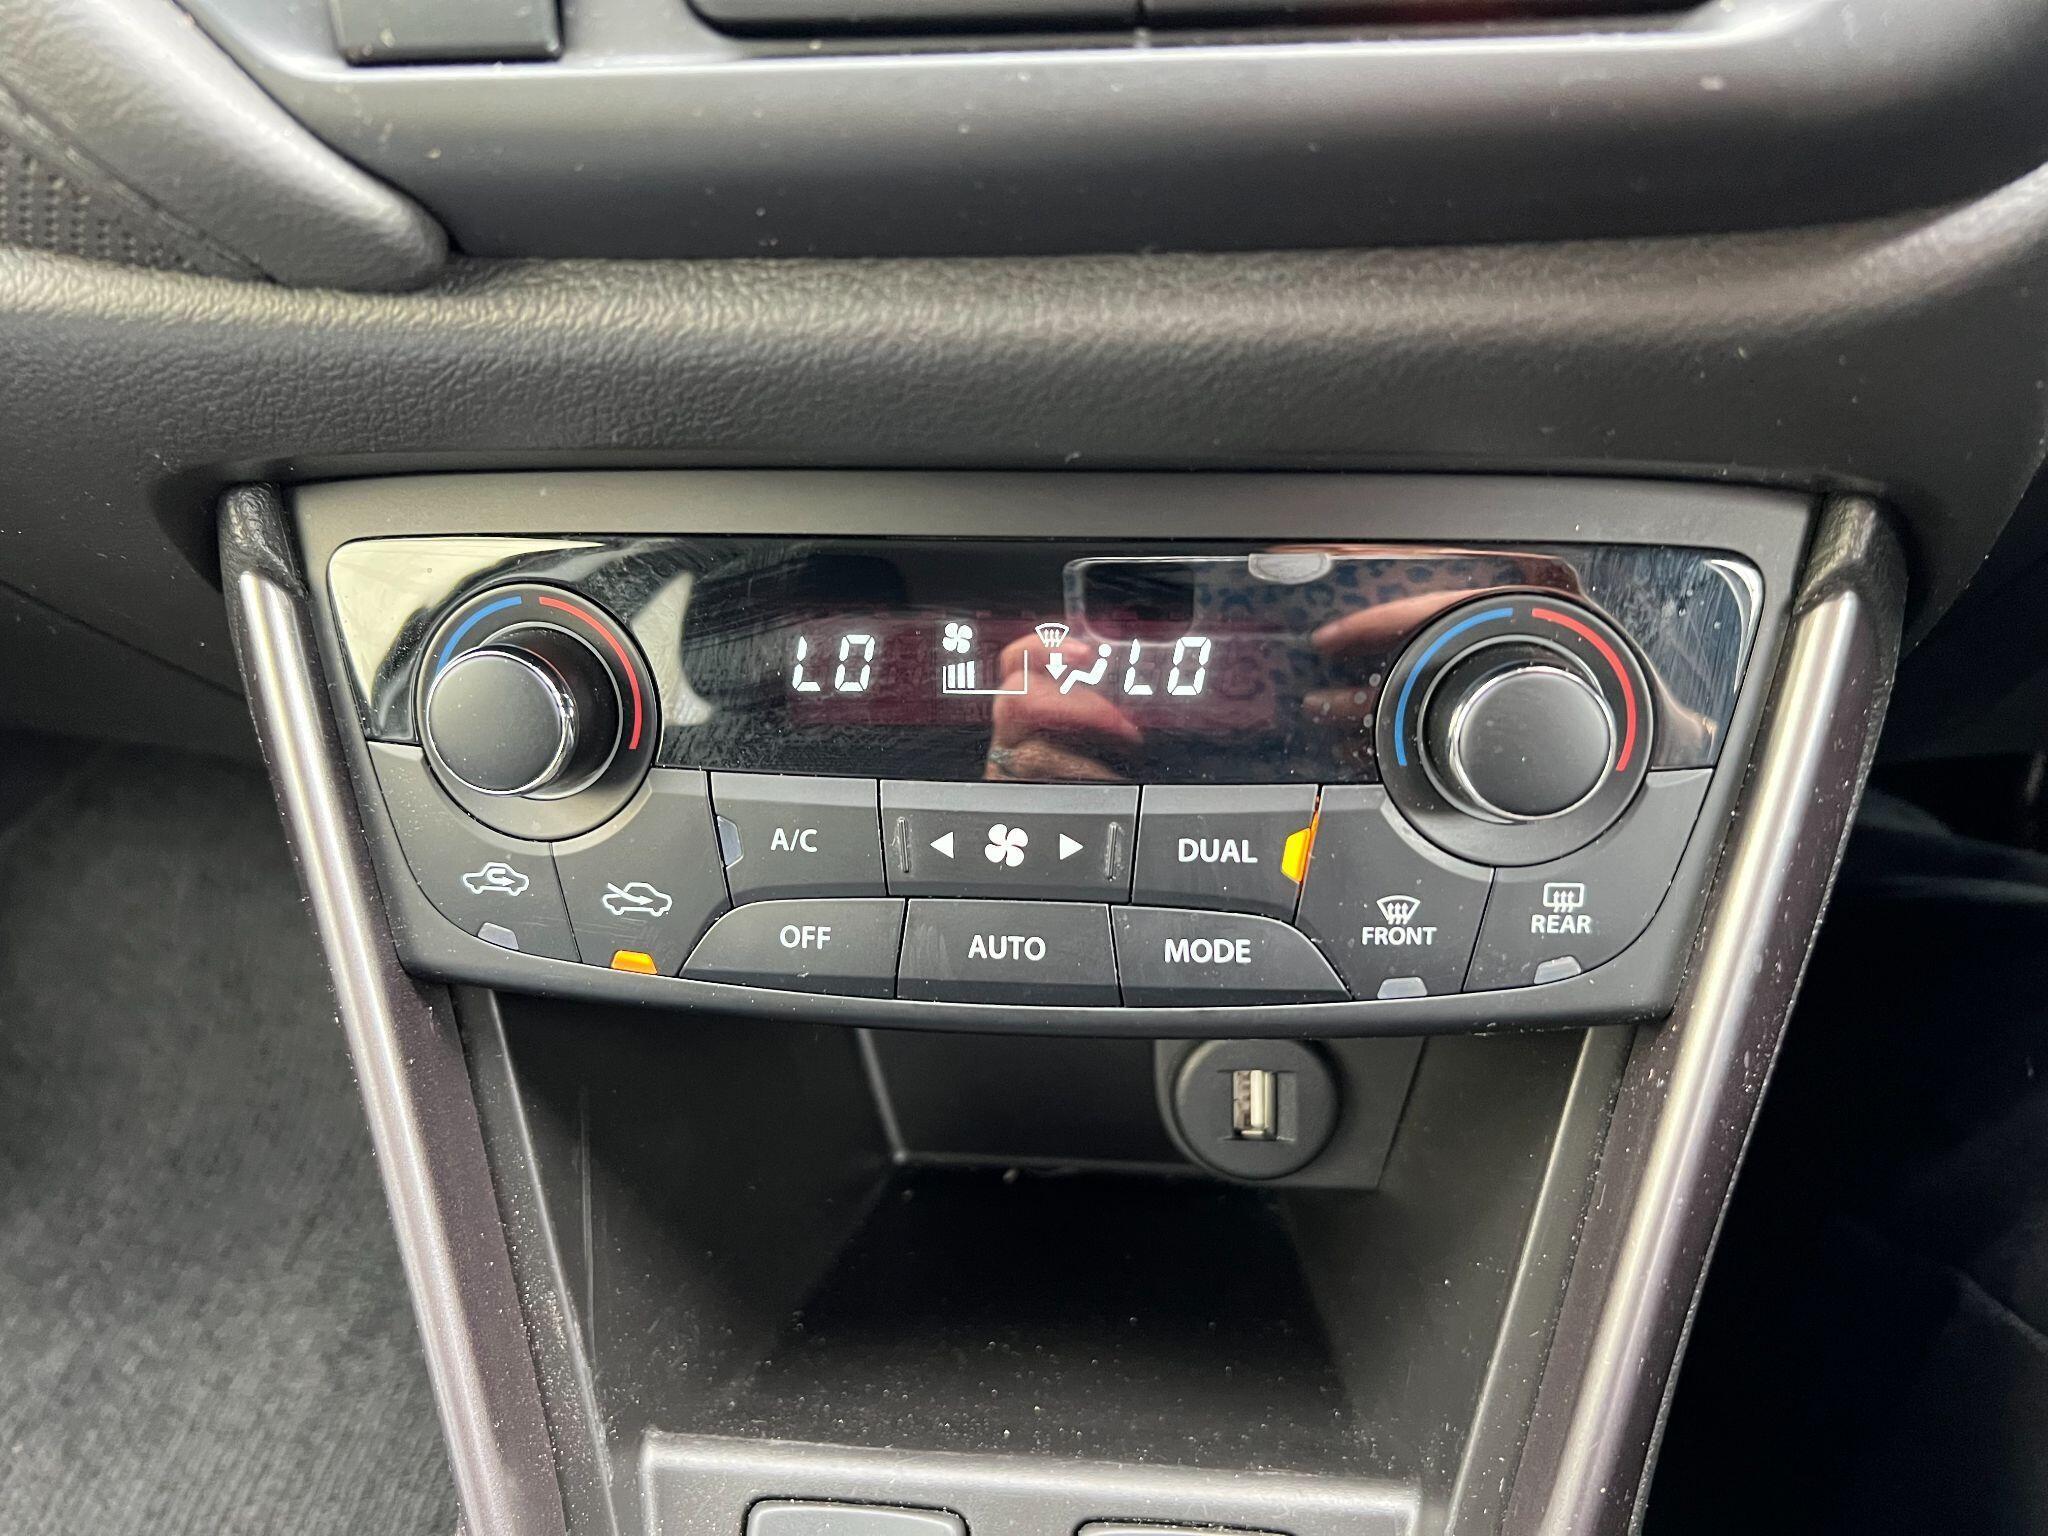 LO LO
A/C DUAL
OFF AUTO MODE FRONT REAR